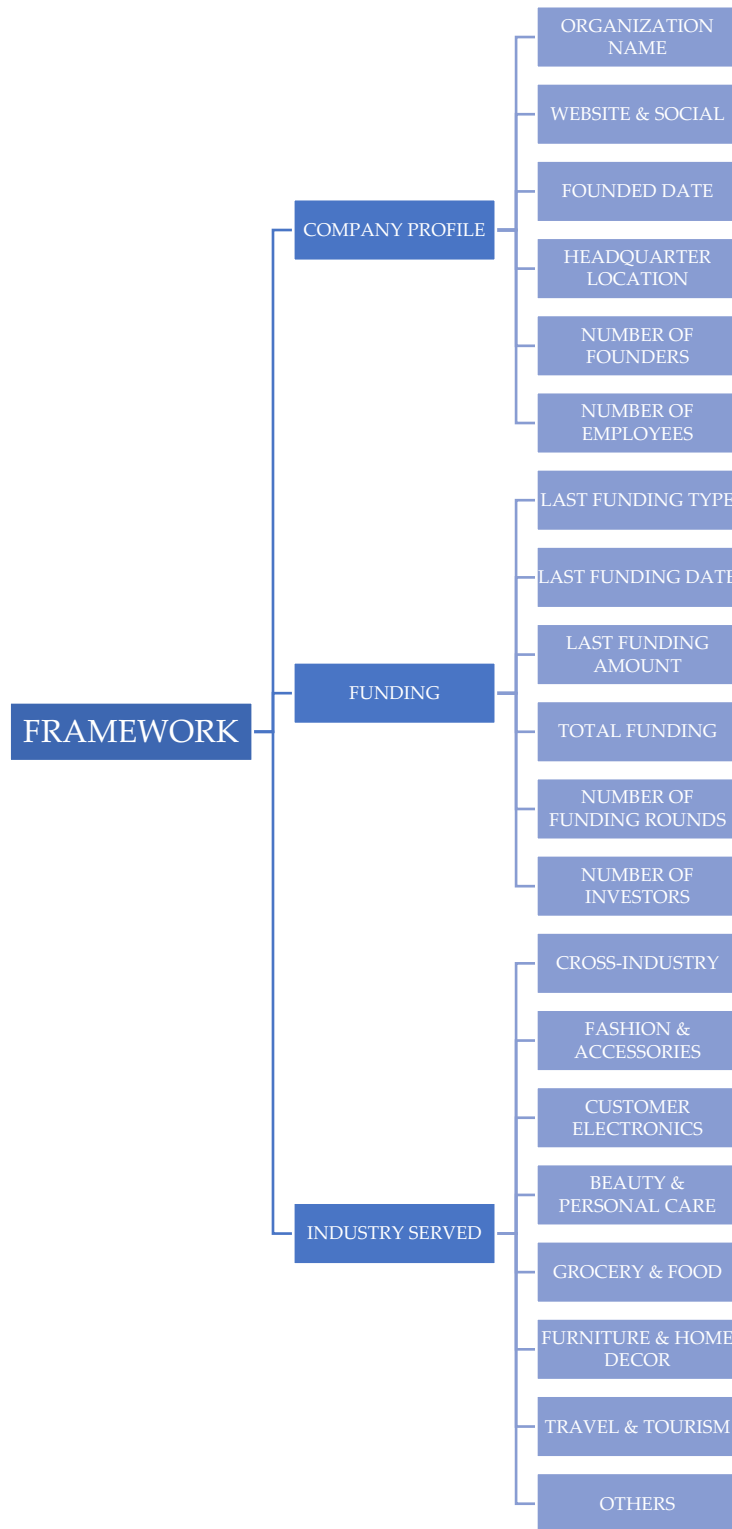 ORGANIZATION
NAME
WEBSITE & SOCIAL
FOUNDED DATE
COMPANY PROFILE
HEADQUARTER
LOCATION
NUMBER OF
FOUNDERS
NUMBER OF
EMPLOYEES
LAST FUNDING TYPE
LAST FUNDING DATE
LAST FUNDING
AMOUNT
FUNDING
FRAMEWORK
TOTAL FUNDING
NUMBER OF
FUNDING ROUNDS
NUMBER OF
INVESTORS
CROSS-INDUSTRY
FASHION &
ACCESSORIES
CUSTOMER
ELECTRONICS
BEAUTY &
PERSONAL CARE
INDUSTRY SERVED
GROCERY & FOOD
FURNITURE & HOME
DECOR
TRAVEL & TOURISM
OTHERS